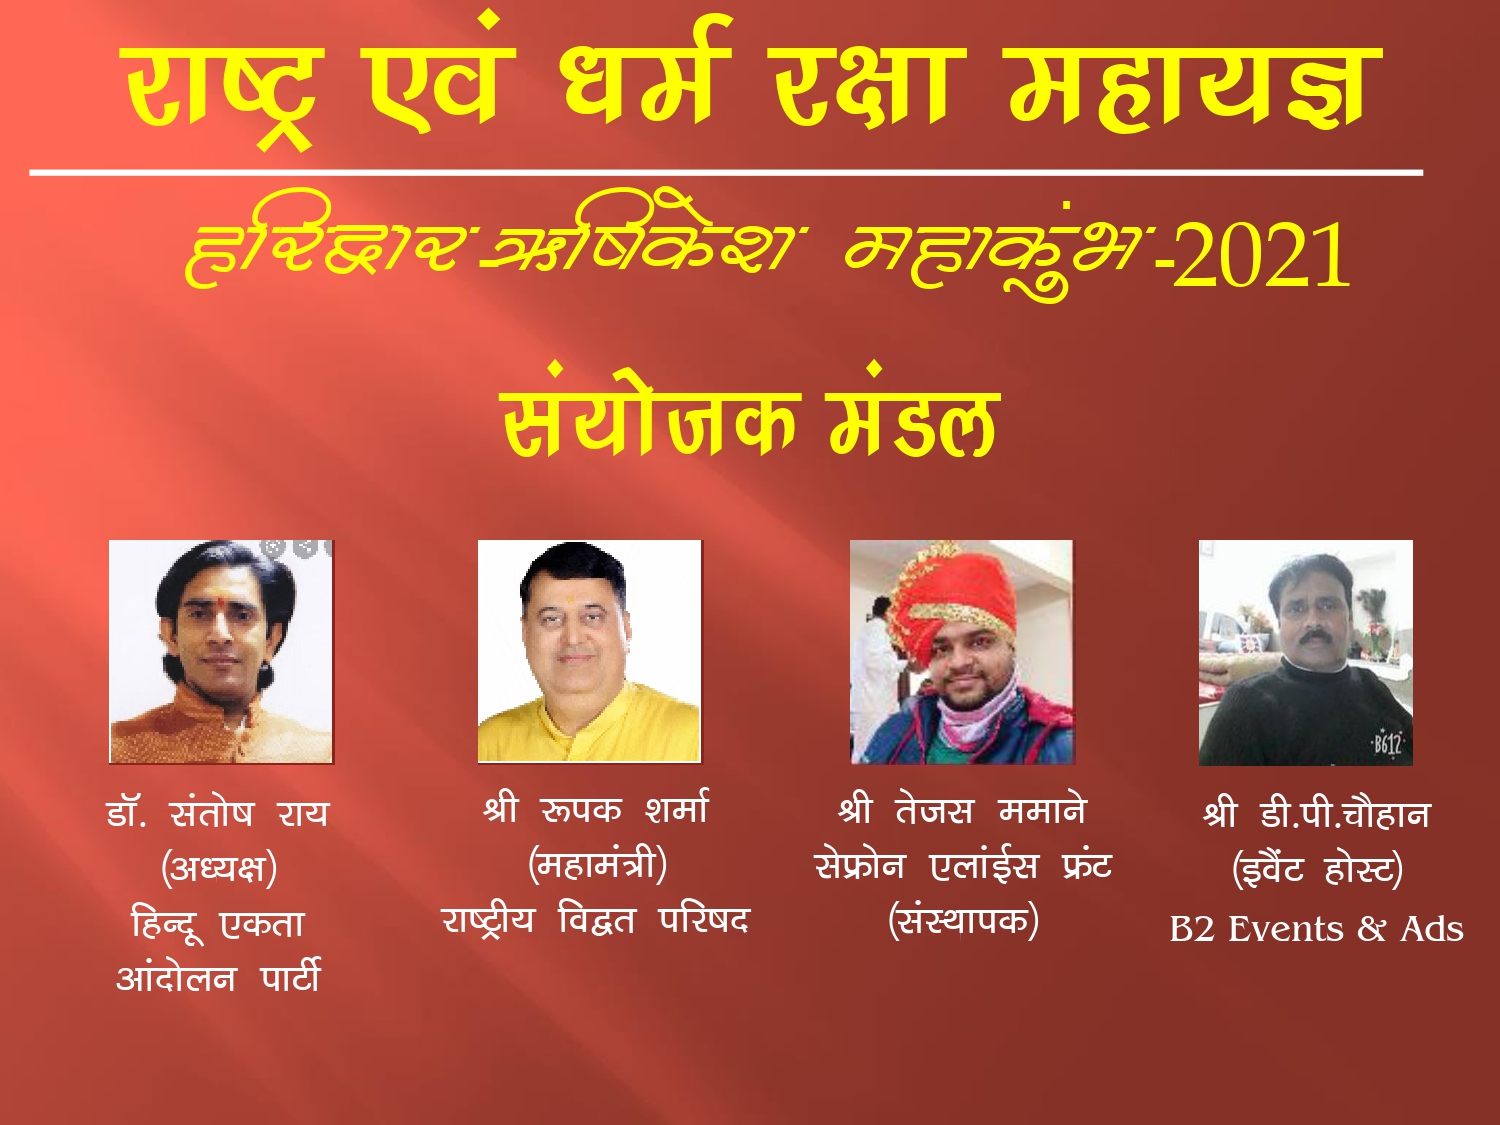 राष्ट्र एवं धर्म रक्षा महायज्ञ
हरिद्वार-ऋषिकेश महाकुंभ-2021
संयोजक मंडल
B612
डॉ. संतोष राय
(अध्यक्ष)
हिन्दू एकता
आंदोलन पार्टी
श्री रूपक शर्मा
(महामंत्री)
राष्ट्रीय विद्वत परिषद
श्री तेजस ममाने
सेफ्रोन एलांईस फ्रंट
(संस्थापक)
श्री डी.पी.चौहान
(इवैंट होस्ट)
B2 Events & Ads